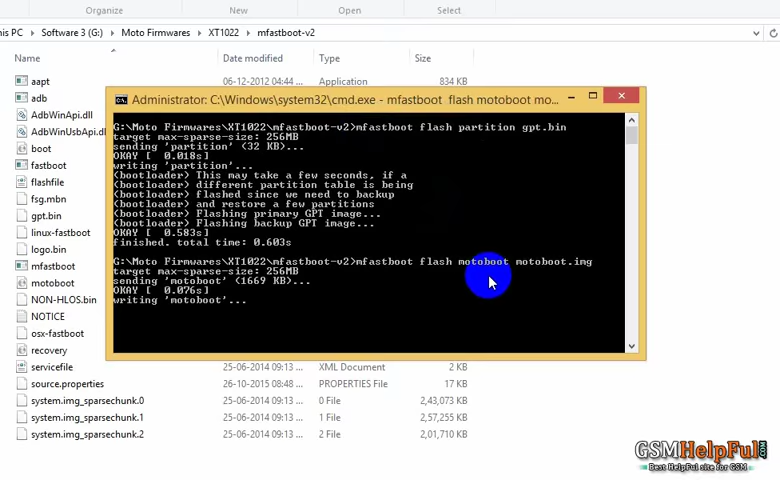 Organize New Open Select
his PC Software 3 (G:) Moto Firmwares XT1022 mfastboot-v2
Name Date modified Type Size
aapt 06-12-2012 04:44 ... Application 834 KB
adb
AdbWinApi.dll
AdbWinUsbApi.dl
boot
fastboot
flashfile
fsg.mbn
gpt.bin
linux-fastboot
logo.bin
mfastboot
motoboot
NON-HLOS.bin
NOTICE
osx-fastboot
recovery
servicefile 25-06-2014 09:13 ... XML Document 2 KB
source.properties 26-10-2015 08:48 ... PROPERTIES File 17 KB
system.img_sparsechunk.0 25-06-2014 09:13 ... 0 File 2,43,073 KB
system.img_sparsechunk.1 25-06-2014 09:13 ... 1 File 2,57,255 KB
system.img_sparsechunk.2 25-06-2014 09:13 ... 2 File 2,01,710 KB
Administrator: C:\Windows\system32\cmd.exe - mfastboot flash motoboot mo...
G:\Moto Firmwares\XT1022\mfastboot-v2>mfastboot flash partition gpt.bin
target max-sparse-size: 256MB
sending 'partition' (32 KB)...
OKAY [ 0.018s]
writing 'partition'...
(bootloader) This may take a few seconds, if a
(bootloader) different partition table is being
(bootloader) flashed since we need to backup
(bootloader) and restore a few partitions
(bootloader) Flashing primary GPT image...
(bootloader) Flashing backup GPT image...
OKAY [ 0.583s]
finished. total time: 0.603s
G:\Moto Firmwares\XT1022\mfastboot-v2>mfastboot flash motoboot motoboot.img
target max-sparse-size: 256MB
sending 'motoboot' (1669 KB)...
OKAY [ 0.076s]
writing 'motoboot'...
GSMHelpFul.COM
Best HelpFul site for GSM